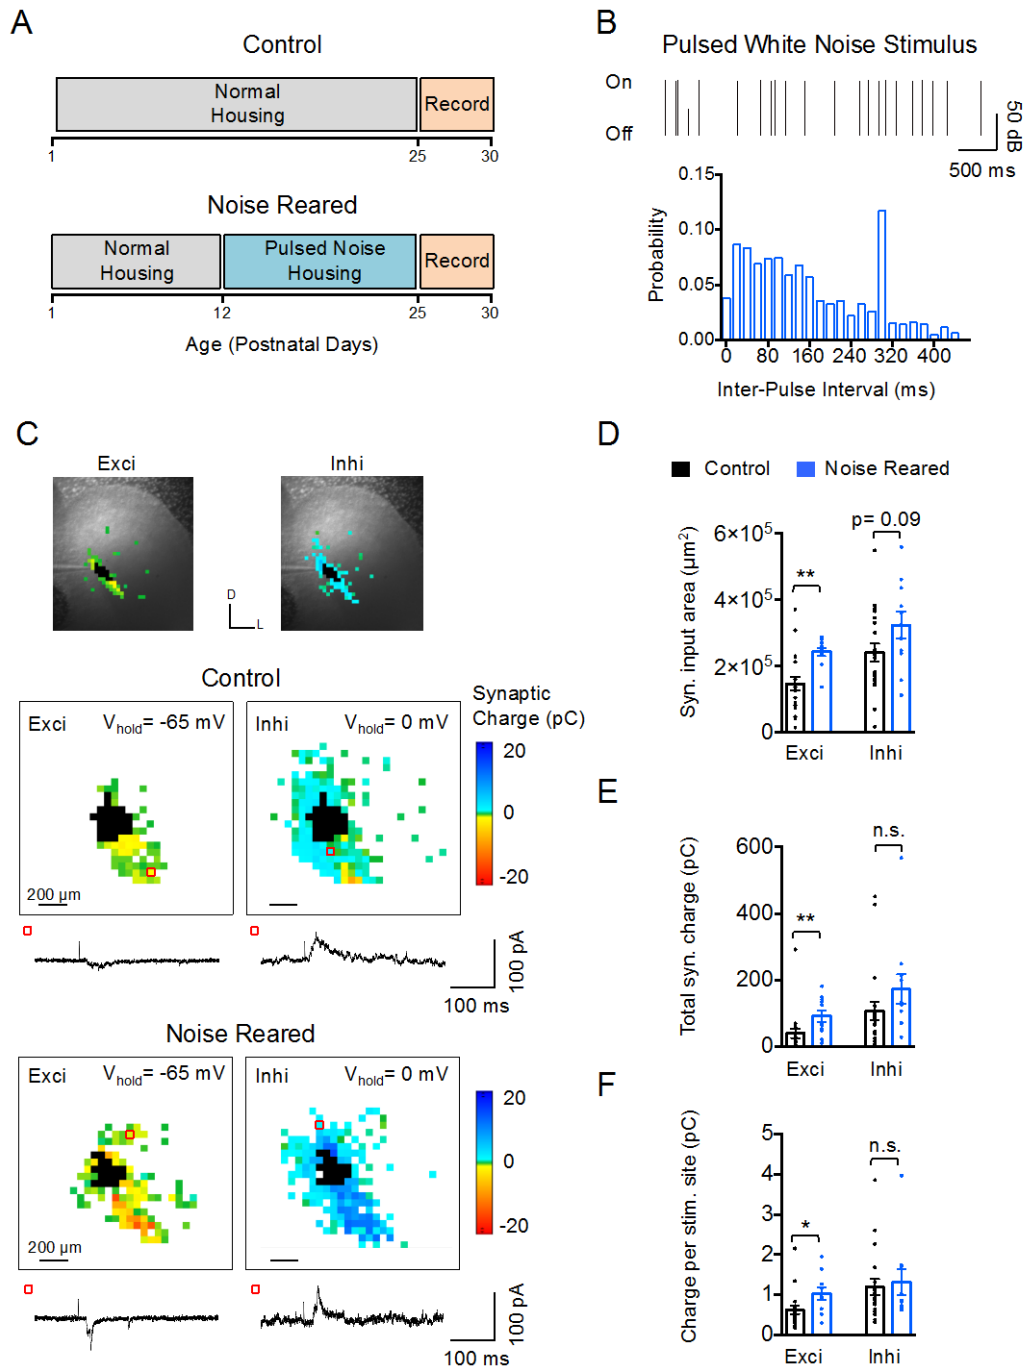 A
Control
Normal
Housing
Record
1
25
30
Noise Reared
Normal
Housing
Pulsed Noise
Housing
Record
1
12
25
30
Age (Postnatal Days)
B
Pulsed White Noise Stimulus
On
Off
50 dB
500 ms
Probability
0.15
0.10
0.05
0.00
0 80 160 240 320 400
Inter-Pulse Interval (ms)
C
Exci
Inhi
D
L
Control
Exci Vhold= -65 mV
Inhi Vhold= 0 mV
200 µm
Synaptic
Charge (pC)
20
0
-20
100 pA
100 ms
Noise Reared
Exci Vhold= -65 mV
Inhi Vhold= 0 mV
200 µm
20
0
-20
100 pA
100 ms
D
Control
Noise Reared
Syn. input area (µm²)
6×10⁵
4×10⁵
2×10⁵
0
**
p= 0.09
Exci
Inhi
E
Total syn. charge (pC)
600
400
200
0
**
n.s.
Exci
Inhi
F
Charge per stim. site (pC)
5
4
3
2
1
0
*
n.s.
Exci
Inhi